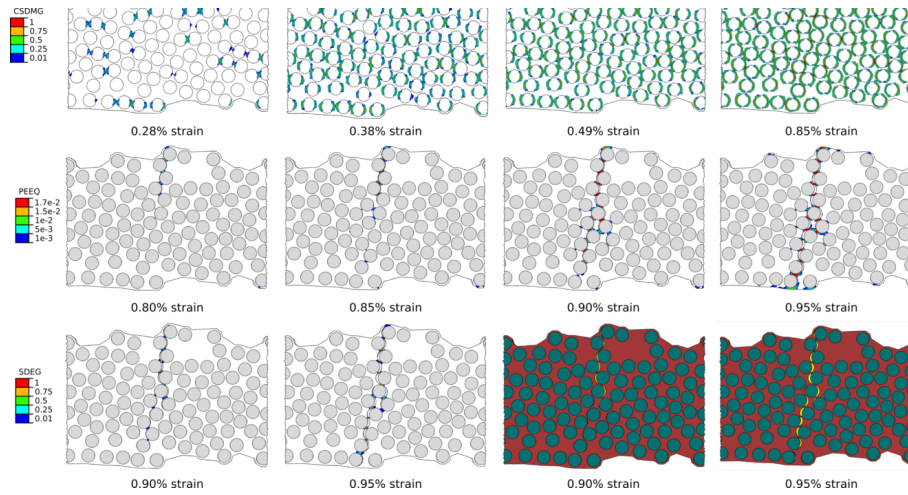 CSDMG
1
0.75
0.5
0.25
0.01
0.28% strain
0.38% strain
0.49% strain
0.85% strain
PEEQ
1.7e-2
1.5e-2
1e-2
5e-3
1e-3
0.80% strain
0.85% strain
0.90% strain
0.95% strain
SDEG
1
0.75
0.5
0.25
0.01
0.90% strain
0.95% strain
0.90% strain
0.95% strain